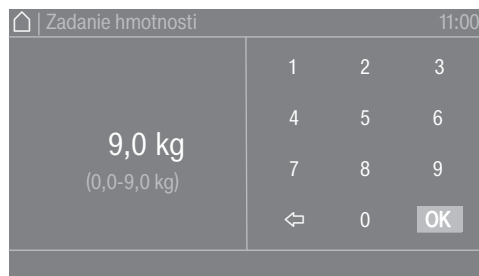 Zadanie hmotnosti 11:00
9,0 kg
(0,0-9,0 kg)
1 2 3
4 5 6
7 8 9
0 OK